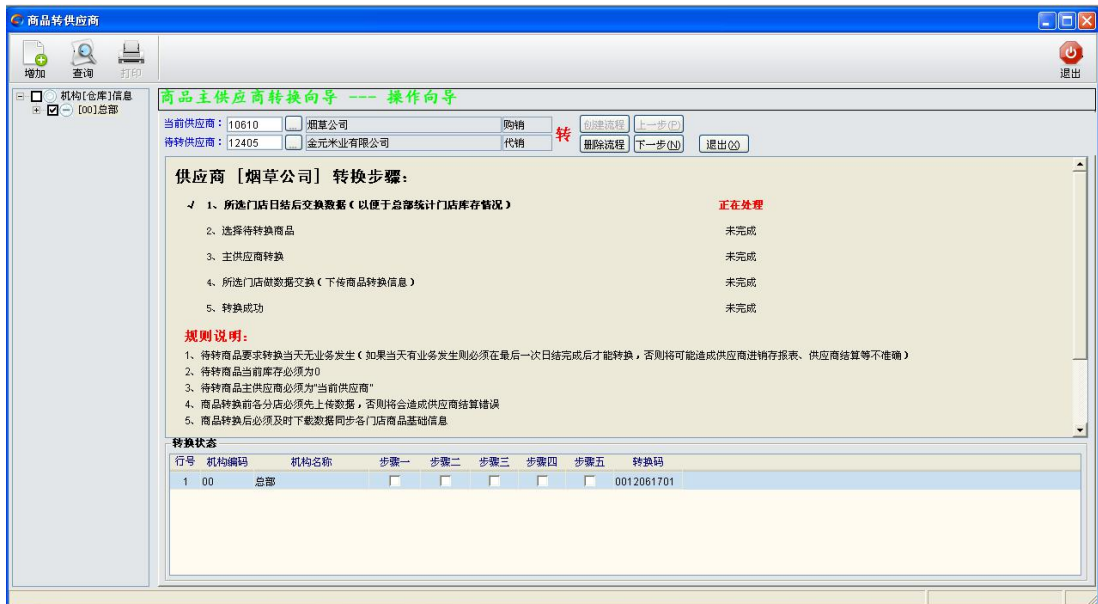 商品转供应商
增加 查询 打印 退出
机构[仓库]信息
[00]总部
商品主供应商转换向导 --- 操作向导
当前供应商： 10610 ... 烟草公司 购销 转 创建流程 上一步(P)
待转供应商： 12405 ... 金元米业有限公司 代销 删除流程 下一步(N) 退出(X)
供应商 [烟草公司] 转换步骤：
√ 1、所选门店日结后交换数据（以便于总部统计门店库存情况） 正在处理
2、选择待转换商品 未完成
3、主供应商转换 未完成
4、所选门店做数据交换（下传商品转换信息） 未完成
5、转换成功 未完成
规则说明：
1、待转商品要求转换当天无业务发生（如果当天有业务发生则必须在最后一次日结完成后才能转换，否则将可能造成供应商进销存报表、供应商结算等不准确）
2、待转商品当前库存必须为0
3、待转商品主供应商必须为"当前供应商"
4、商品转换前各分店必须先上传数据，否则将会造成供应商结算错误
5、商品转换后必须及时下载数据同步各门店商品基础信息
转换状态
行号 机构编码 机构名称 步骤一 步骤二 步骤三 步骤四 步骤五 转换码
1 00 总部 0012061701